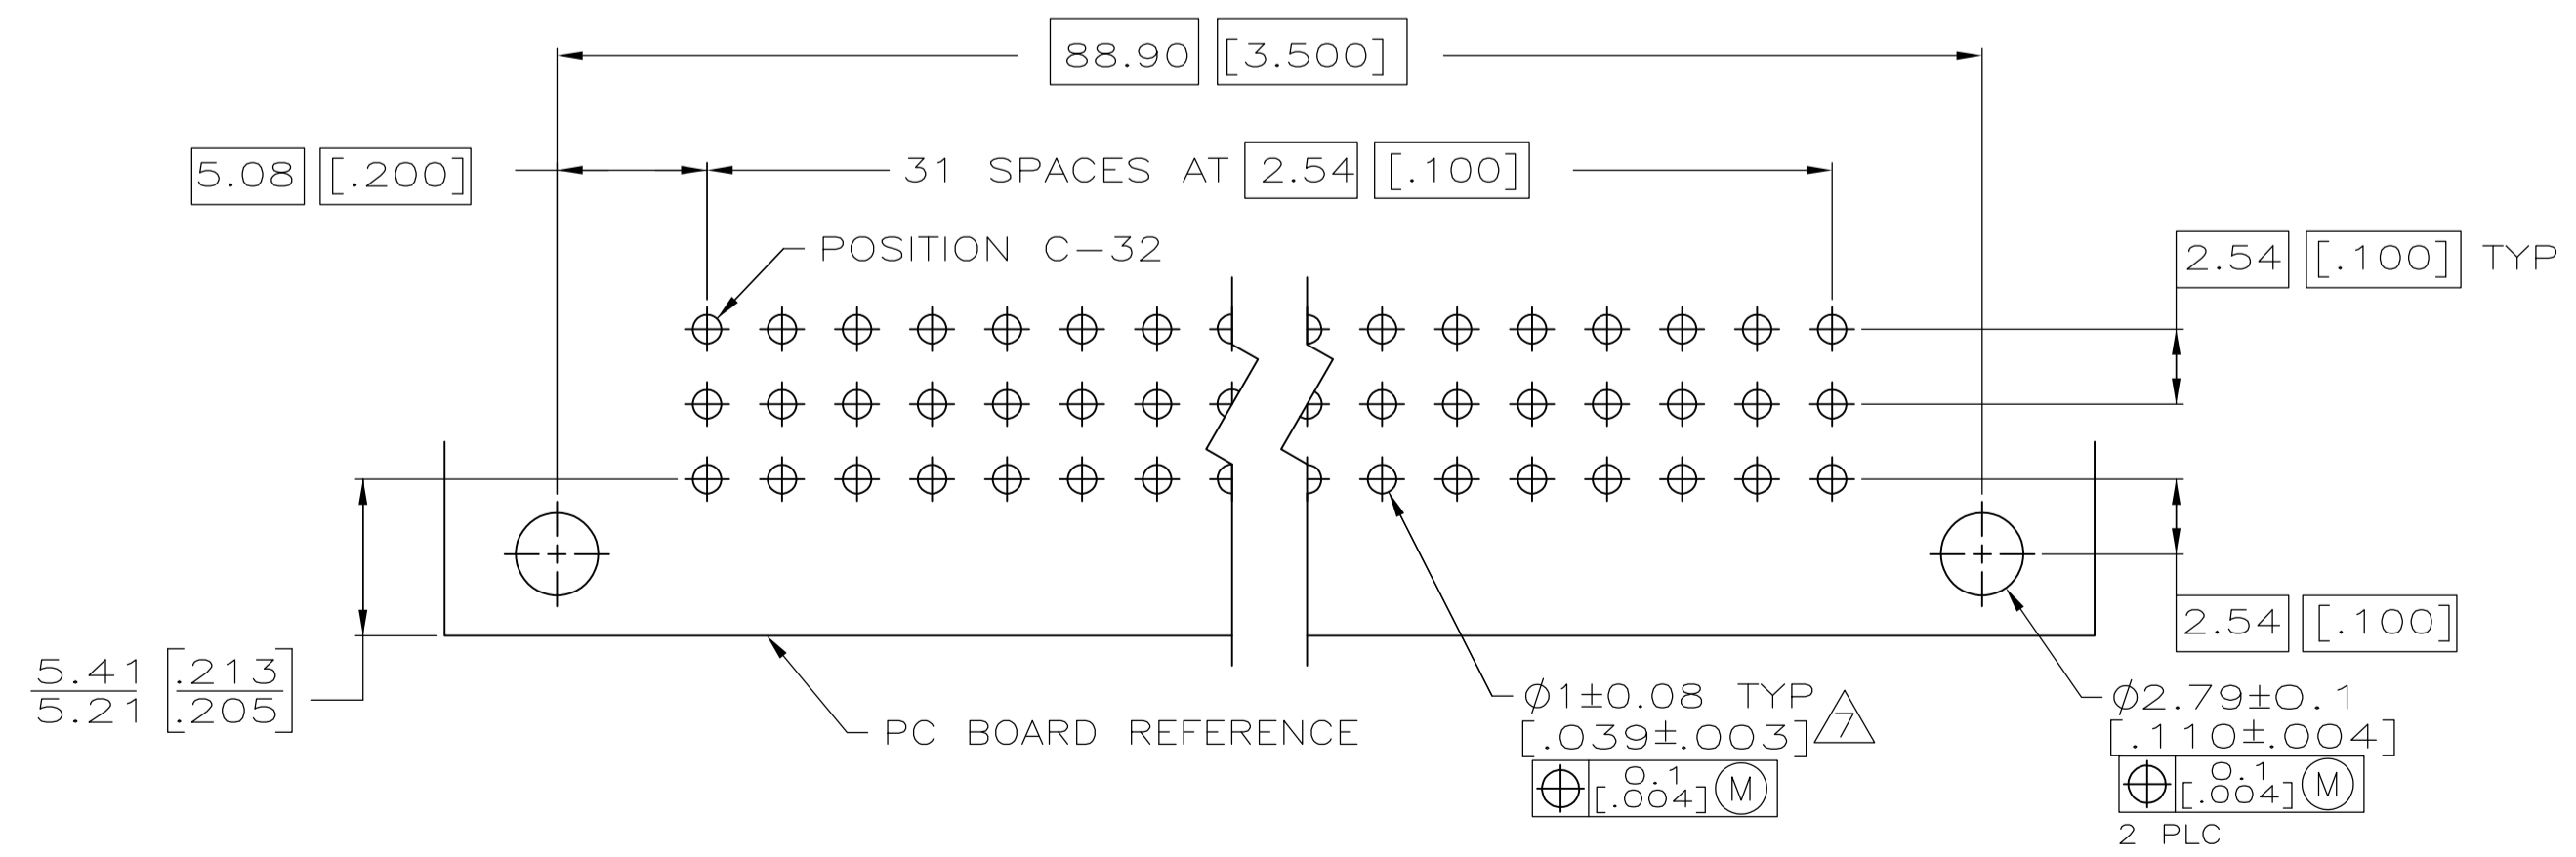 88.90 [3.500]
5.08 [.200]
31 SPACES AT 2.54 [.100]
POSITION C-32
2.54 [.100] TYP
2.54 [.100]
5.41 [.213
5.21 .205]
PC BOARD REFERENCE
∅1±0.08 TYP
[.039±.003] 7
0.1
[.004] Ⓜ
∅2.79±0.1
[.110±.004]
0.1
[.004] Ⓜ
2 PLC